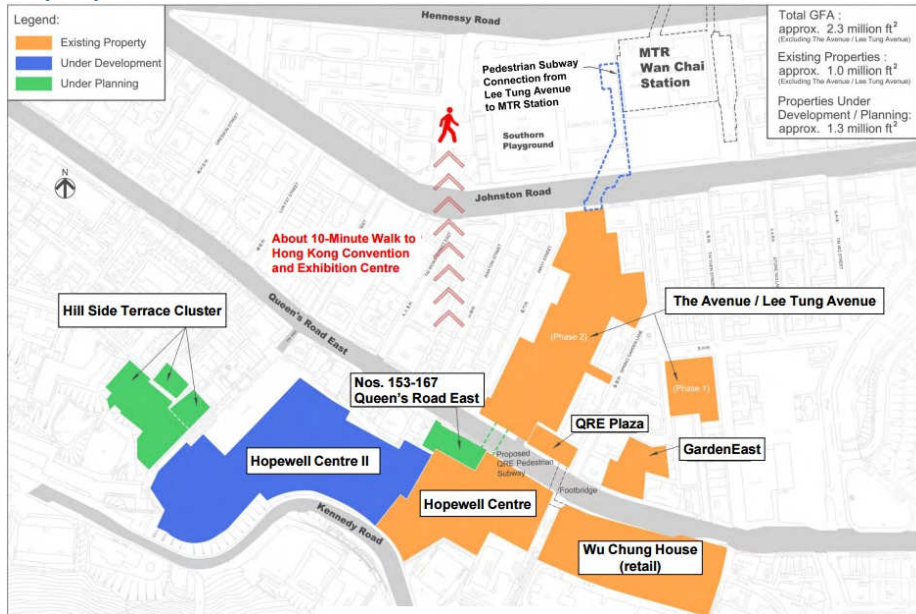 Legend:
Existing Property
Under Development
Under Planning
Hennessy Road
Total GFA :
approx. 2.3 million ft²
(Excluding The Avenue / Lee Tung Avenue)
Existing Properties :
approx. 1.0 million ft²
(Excluding The Avenue / Lee Tung Avenue)
Properties Under
Development / Planning:
approx. 1.3 million ft²
Pedestrian Subway
Connection from
Lee Tung Avenue
to MTR Station
MTR
Wan Chai
Station
Southern
Playground
N
Johnston Road
About 10-Minute Walk to
Hong Kong Convention
and Exhibition Centre
Queen's Road East
Hill Side Terrace Cluster
The Avenue / Lee Tung Avenue
(Phase 2)
(Phase 1)
Nos. 153-167
Queen's Road East
QRE Plaza
GardenEast
Proposed
QRE Pedestrian
Subway
Hopewell Centre II
Hopewell Centre
Footbridge
Kennedy Road
Wu Chung House
(retail)